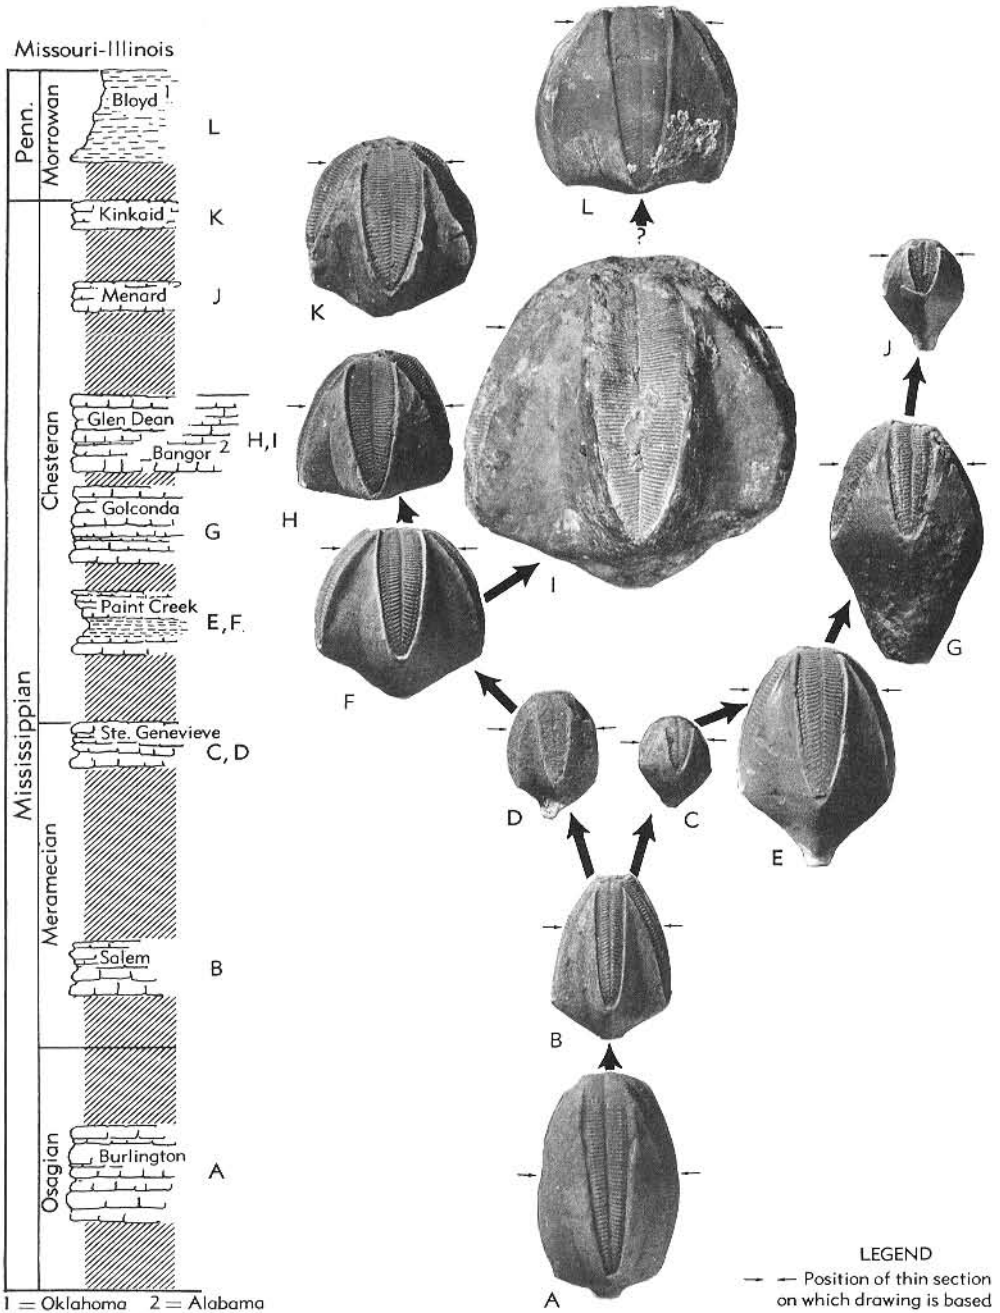 Missouri-Illinois
Penn.
Morrowan
Bloyd 1
L
Kinkaid
K
Menard
J
Chesteran
Glen Dean
Bangor 2
H, I
Golconda
G
Paint Creek
E, F
Mississippian
Ste. Genevieve
C, D
Meramecian
Salem
B
Osagian
Burlington
A
1 = Oklahoma 2 = Alabama
L
?
K
J
H
I
G
F
D
C
E
B
A
LEGEND
→ ← Position of thin section
on which drawing is based